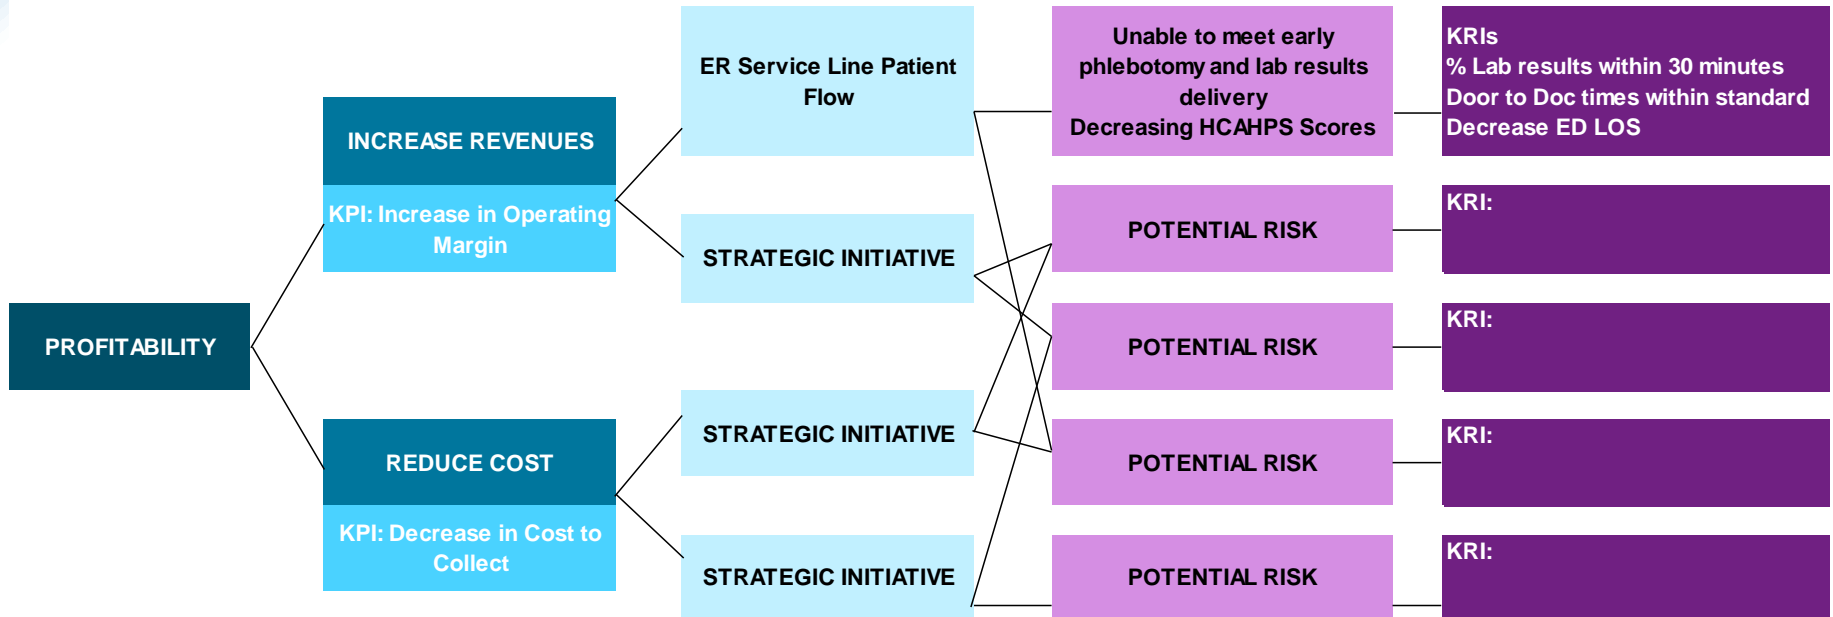 PROFITABILITY
INCREASE REVENUES
KPI: Increase in Operating
Margin
REDUCE COST
KPI: Decrease in Cost to
Collect
ER Service Line Patient
Flow
STRATEGIC INITIATIVE
STRATEGIC INITIATIVE
STRATEGIC INITIATIVE
Unable to meet early
phlebotomy and lab results
delivery
Decreasing HCAHPS Scores
POTENTIAL RISK
POTENTIAL RISK
POTENTIAL RISK
POTENTIAL RISK
KRIs
% Lab results within 30 minutes
Door to Doc times within standard
Decrease ED LOS
KRI:
KRI:
KRI:
KRI: